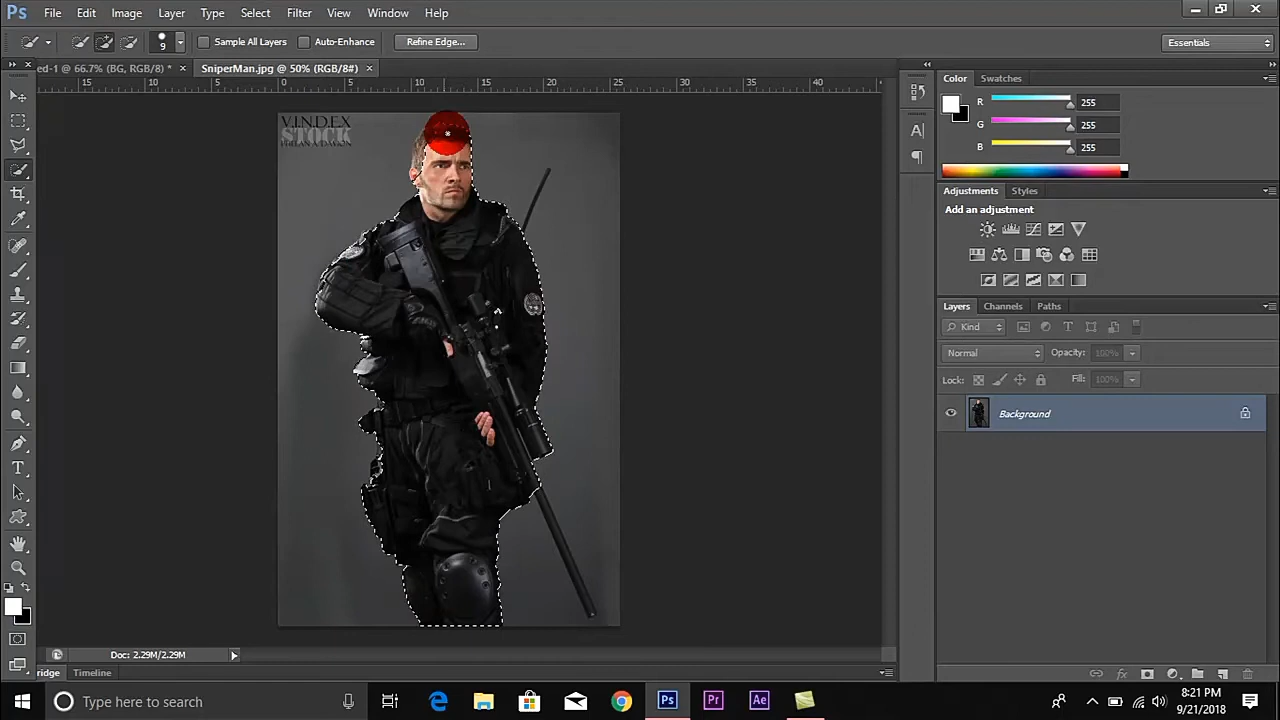 Ps File Edit Image Layer Type Select Filter View Window Help
9 Sample All Layers Auto-Enhance Refine Edge... Essentials
ed-1 @ 66.7% (BG, RGB/8) * × SniperMan.jpg @ 50% (RGB/8#) ×
15 10 5 0 5 10 15 20 25 30 35 40
Color Swatches
R 255
G 255
B 255
Adjustments Styles
Add an adjustment
Layers Channels Paths
Kind
Normal Opacity: 100%
Lock: Fill: 100%
Background
V.I.N.D.E.X
STOCK
Doc: 2.29M/2.29M
ridge Timeline
Type here to search
Ps Pr Ae
8:21 PM
9/21/2018